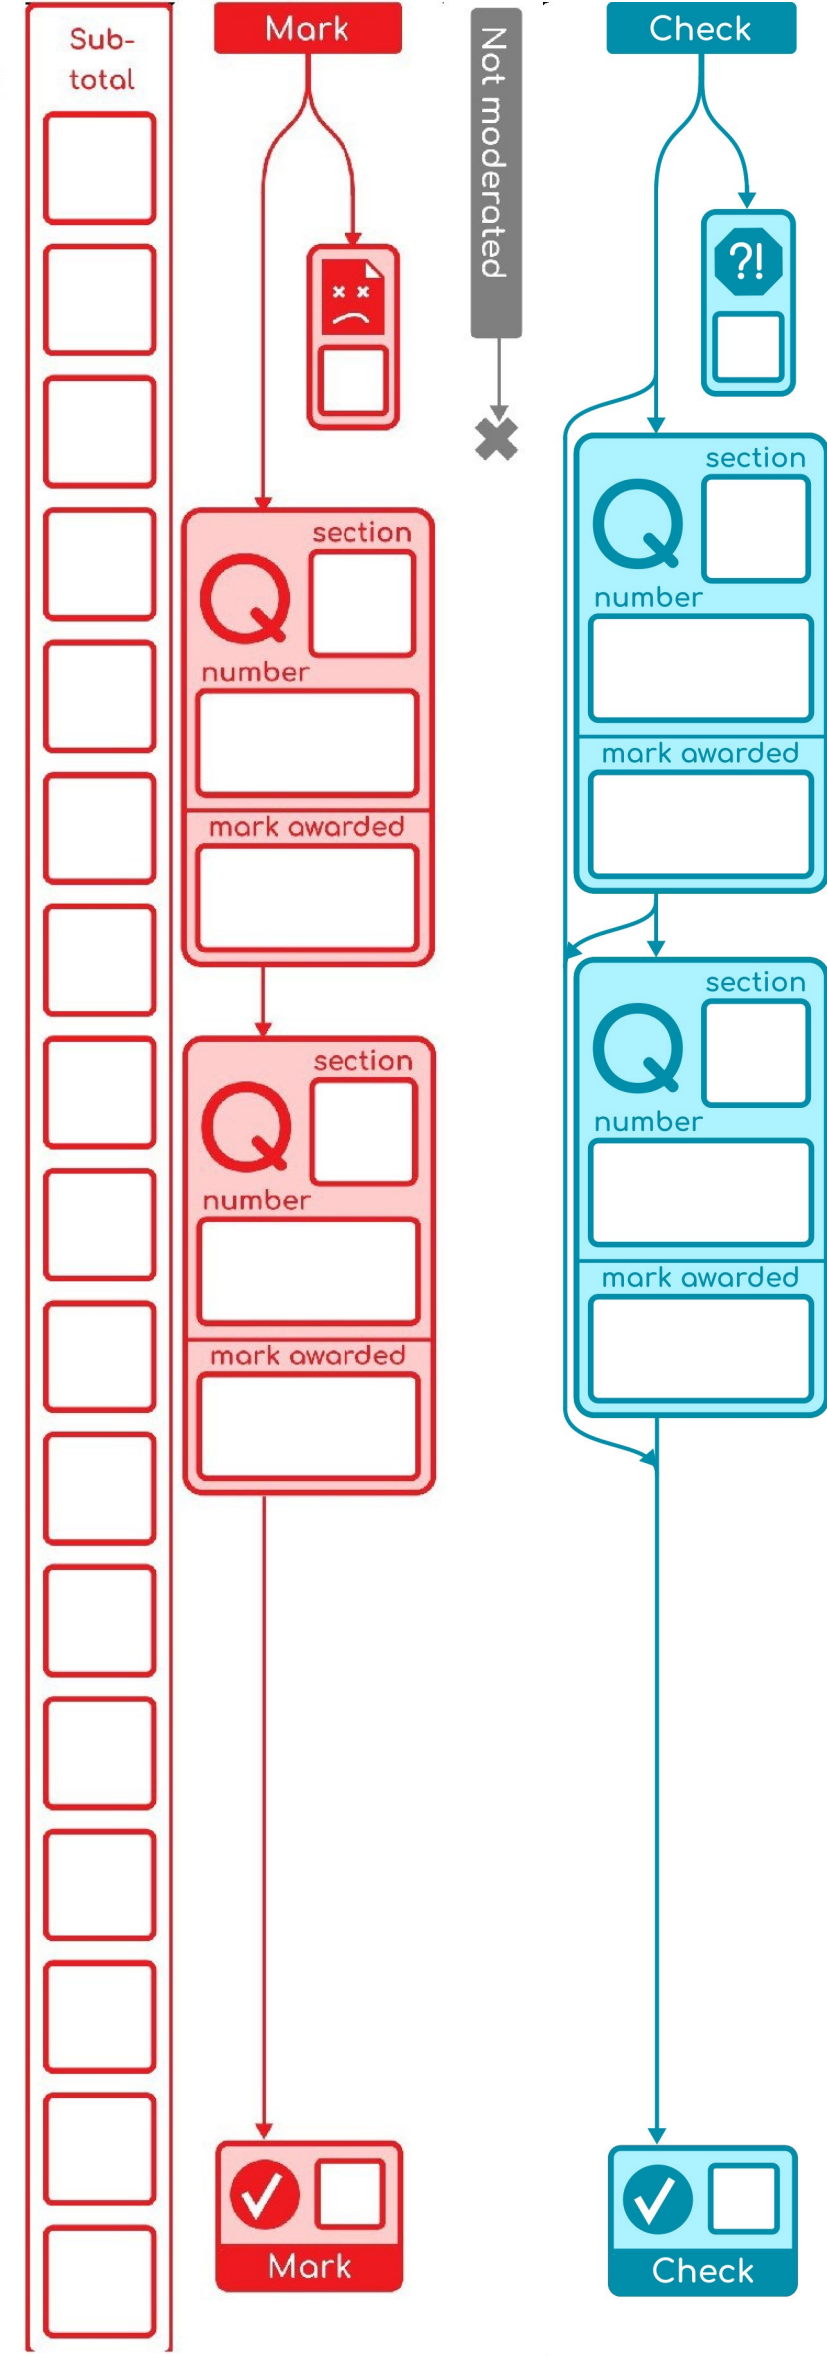 Sub-
total
Mark
Not moderated
Check
?!
section
Q
number
mark awarded
section
Q
number
mark awarded
section
Q
number
mark awarded
section
Q
number
mark awarded
Mark
Check